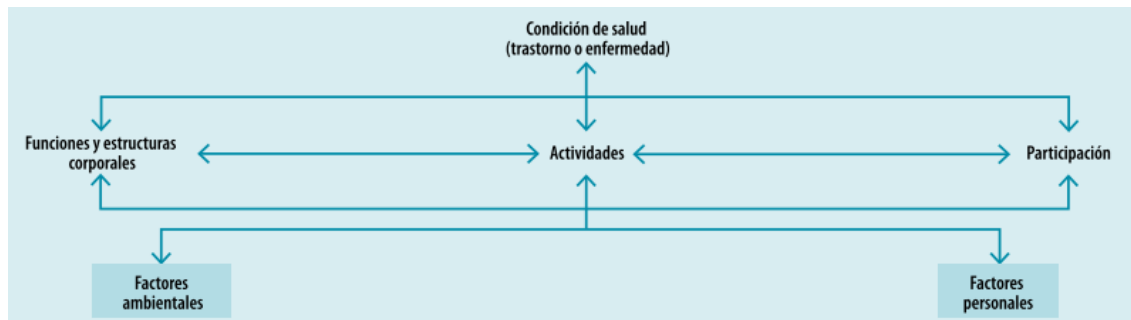 Condición de salud
(trastorno o enfermedad)
Funciones y estructuras
corporales
Actividades
Participación
Factores
ambientales
Factores
personales